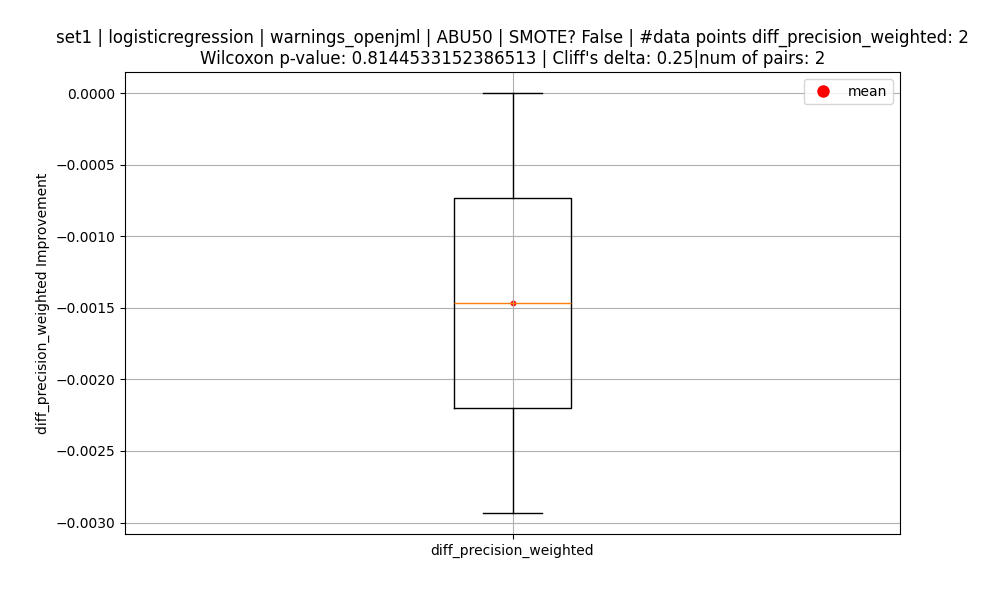 set1 | logisticregression | warnings_openjml | ABU50 | SMOTE? False | #data points diff_precision_weighted: 2
Wilcoxon p-value: 0.8144533152386513 | Cliff's delta: 0.25|num of pairs: 2
mean
0.0000
−0.0005
−0.0010
−0.0015
−0.0020
−0.0025
−0.0030
diff_precision_weighted Improvement
diff_precision_weighted